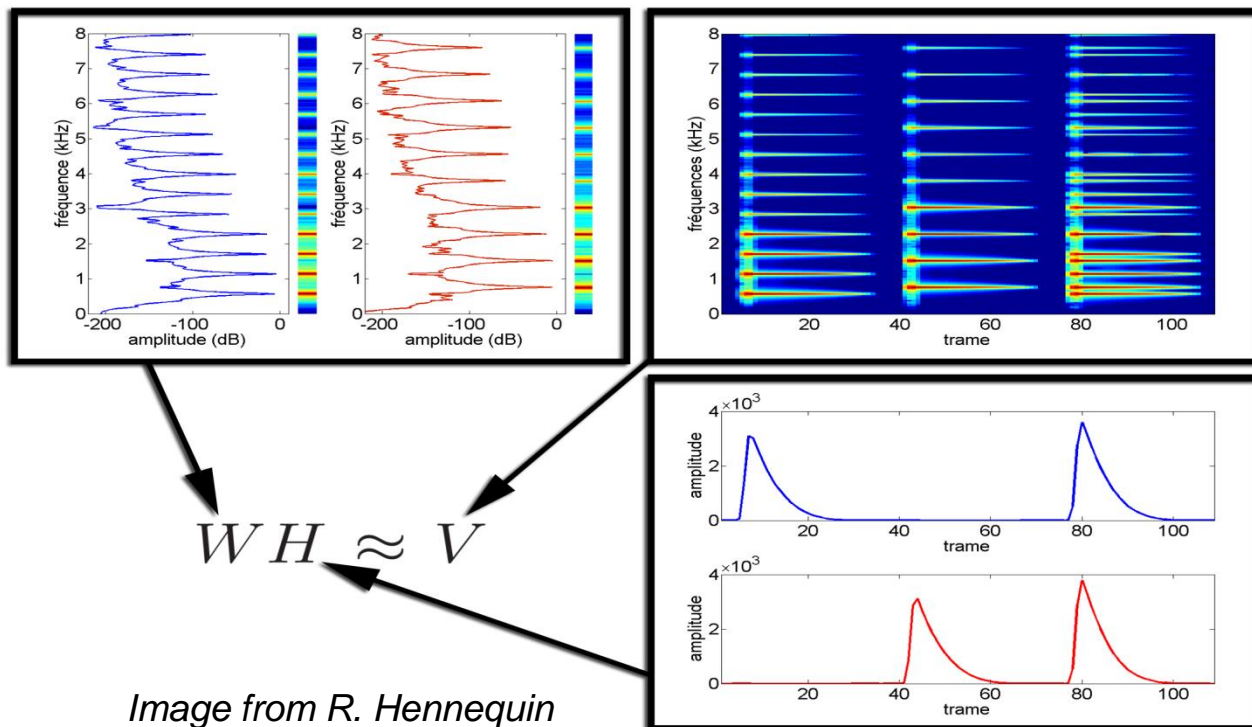 8
7
6
5
4
3
2
1
0
fréquence (kHz)
-200 -100 0
amplitude (dB)
8
7
6
5
4
3
2
1
0
fréquence (kHz)
-200 -100 0
amplitude (dB)
8
7
6
5
4
3
2
1
0
fréquences (kHz)
20 40 60 80 100
trame
W H ≈ V
4 ×10³
2
0
amplitude
20 40 60 80 100
trame
4 ×10³
2
0
amplitude
20 40 60 80 100
trame
Image from R. Hennequin